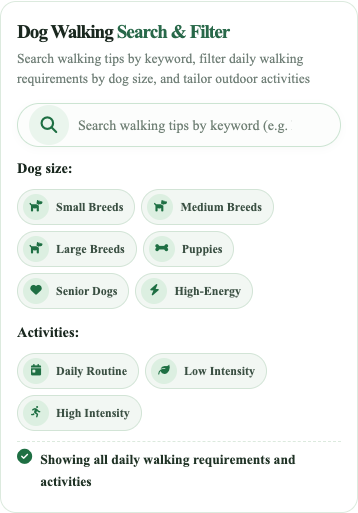 Dog Walking Search & Filter
Search walking tips by keyword, filter daily walking
requirements by dog size, and tailor outdoor activities
Search walking tips by keyword (e.g.
Dog size:
Small Breeds Medium Breeds
Large Breeds Puppies
Senior Dogs High-Energy
Activities:
Daily Routine Low Intensity
High Intensity
Showing all daily walking requirements and
activities